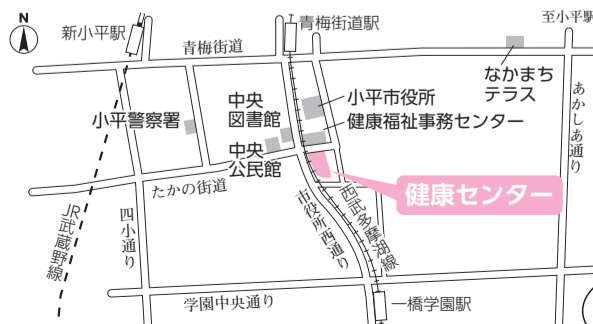 N
新小平駅
青梅街道駅
至小平駅
青梅街道
なかまち
テラス
あかしあ通り
小平警察署
中央
図書館
小平市役所
健康福祉事務センター
中央
公民館
たかの街道
健康センター
JR武蔵野線
四小通り
市役所西通り
西武多摩湖線
学園中央通り
一橋学園駅